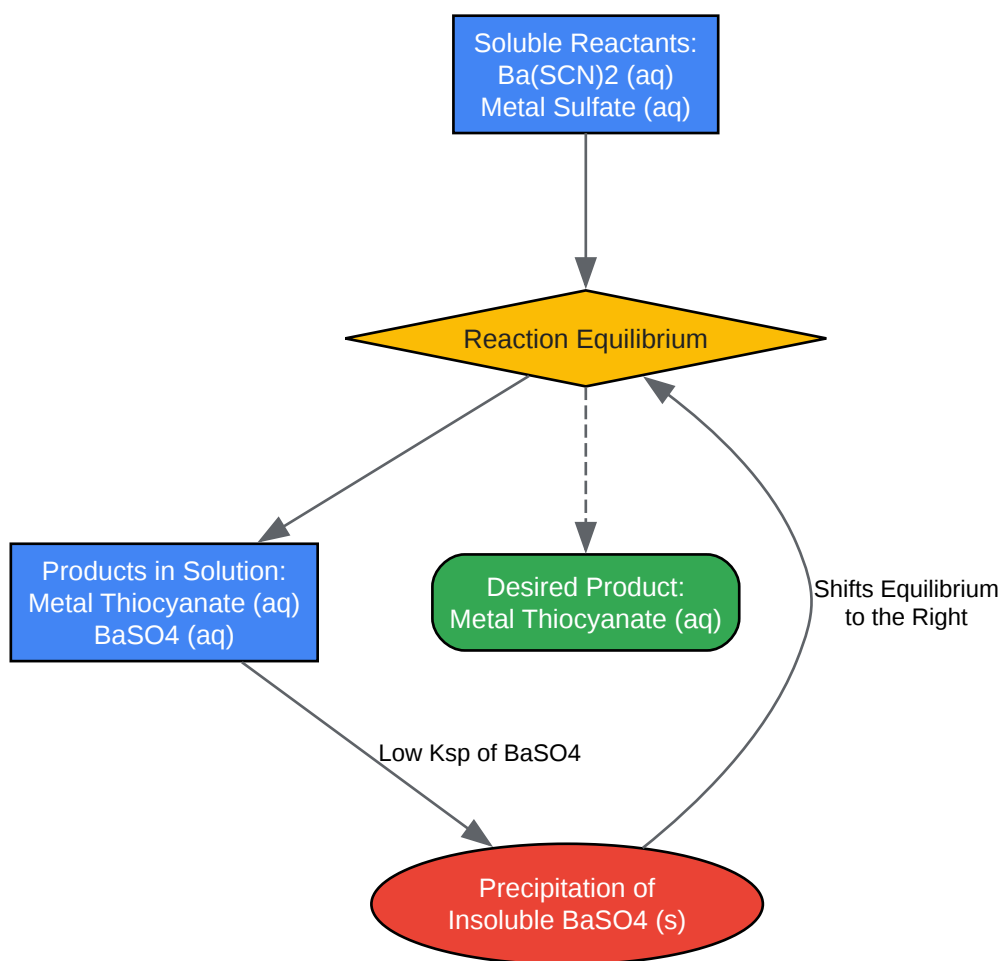 Soluble Reactants:
Ba(SCN)2 (aq)
Metal Sulfate (aq)
Reaction Equilibrium
Products in Solution:
Metal Thiocyanate (aq)
BaSO4 (aq)
Desired Product:
Metal Thiocyanate (aq)
Shifts Equilibrium
to the Right
Low Ksp of BaSO4
Precipitation of
Insoluble BaSO4 (s)